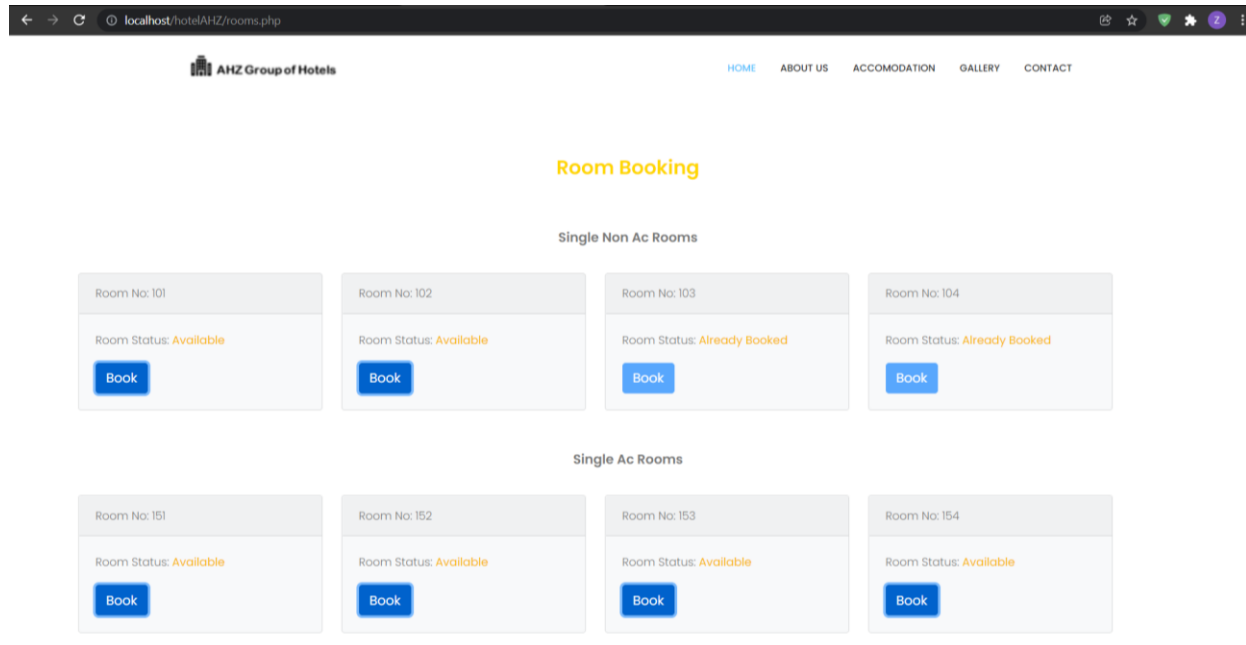 localhost/hotelAHZ/rooms.php
Z
AHZ Group of Hotels
HOME ABOUT US ACCOMODATION GALLERY CONTACT
Room Booking
Single Non Ac Rooms
Room No: 101 Room No: 102 Room No: 103 Room No: 104
Room Status: Available Room Status: Available Room Status: Already Booked Room Status: Already Booked
Book Book Book Book
Single Ac Rooms
Room No: 151 Room No: 152 Room No: 153 Room No: 154
Room Status: Available Room Status: Available Room Status: Available Room Status: Available
Book Book Book Book